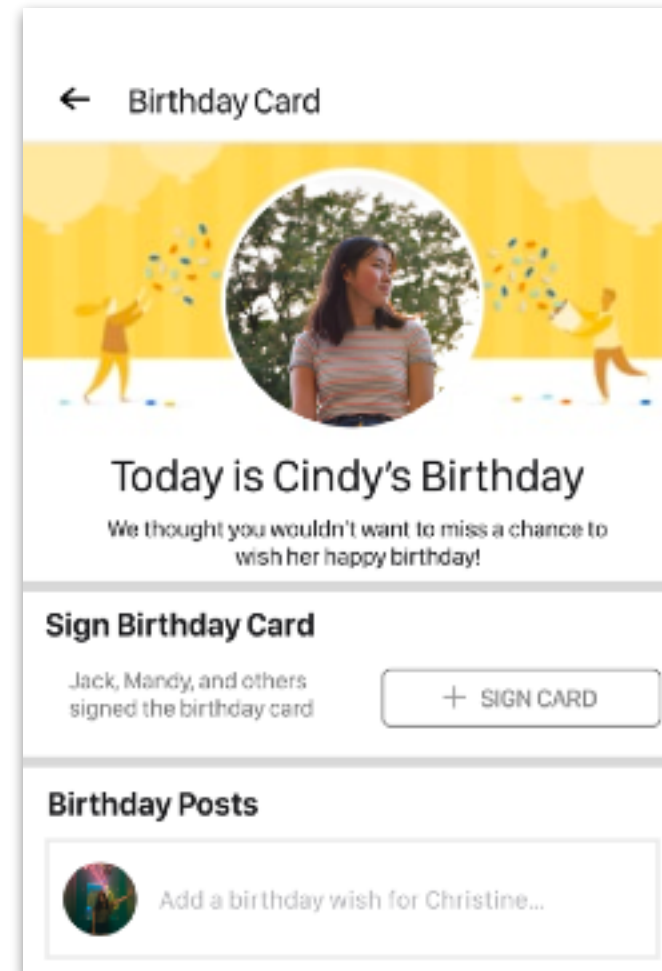 Birthday Card
Today is Cindy's Birthday
We thought you wouldn't want to miss a chance to
wish her happy birthday!
Sign Birthday Card
Jack, Mandy, and others
signed the birthday card
+ SIGN CARD
Birthday Posts
Add a birthday wish for Christine...